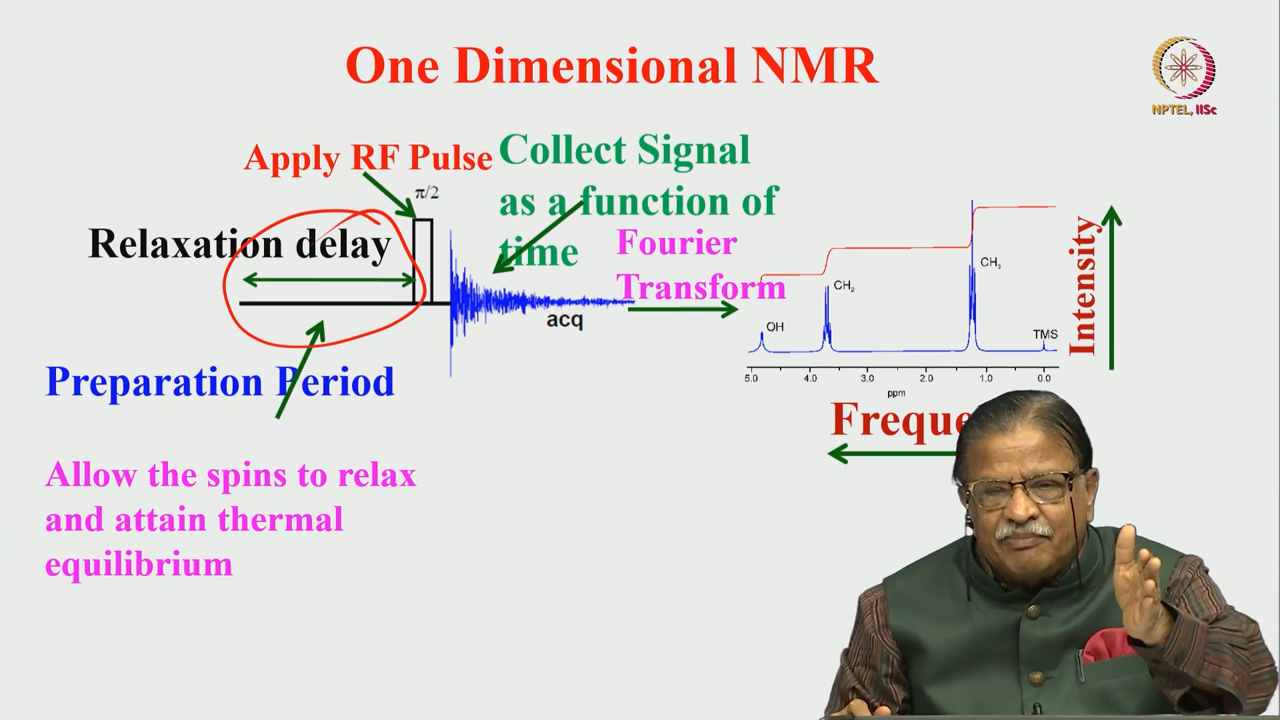 One Dimensional NMR
NPTEL, IISc
Apply RF Pulse
π/2
Collect Signal
as a function of
time
Relaxation delay
acq
Fourier
Transform
Preparation Period
Allow the spins to relax
and attain thermal
equilibrium
OH
CH₂
CH₃
TMS
5.0 4.0 3.0 2.0 1.0 0.0
ppm
Intensity